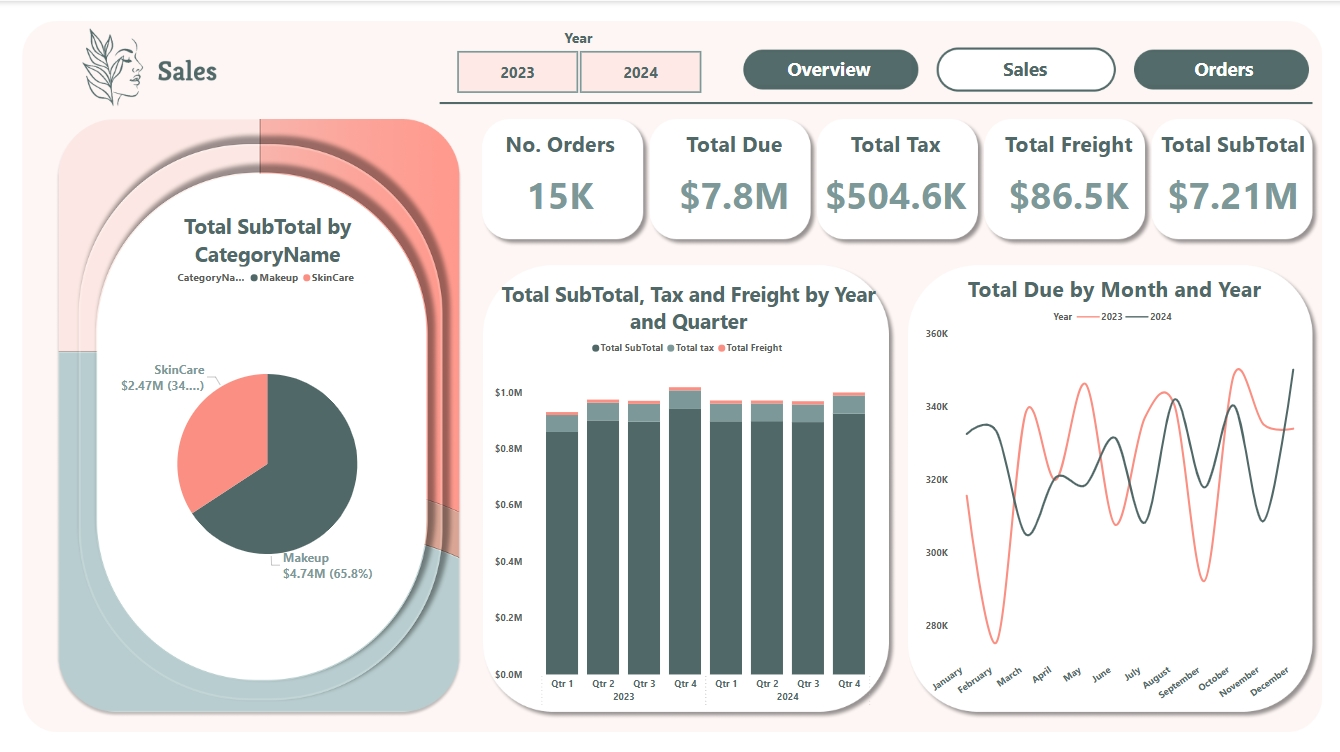 Sales
Year
2023 2024
Overview Sales Orders
No. Orders
15K
Total Due
$7.8M
Total Tax
$504.6K
Total Freight
$86.5K
Total SubTotal
$7.21M
Total SubTotal by
CategoryName
CategoryNa... Makeup SkinCare
SkinCare
$2.47M (34....)
Makeup
$4.74M (65.8%)
Total SubTotal, Tax and Freight by Year
and Quarter
Total SubTotal Total tax Total Freight
$1.0M
$0.8M
$0.6M
$0.4M
$0.2M
$0.0M
Qtr 1 Qtr 2 Qtr 3 Qtr 4 Qtr 1 Qtr 2 Qtr 3 Qtr 4
2023 2024
Total Due by Month and Year
Year 2023 2024
360K
340K
320K
300K
280K
January February March April May June July August September October November December